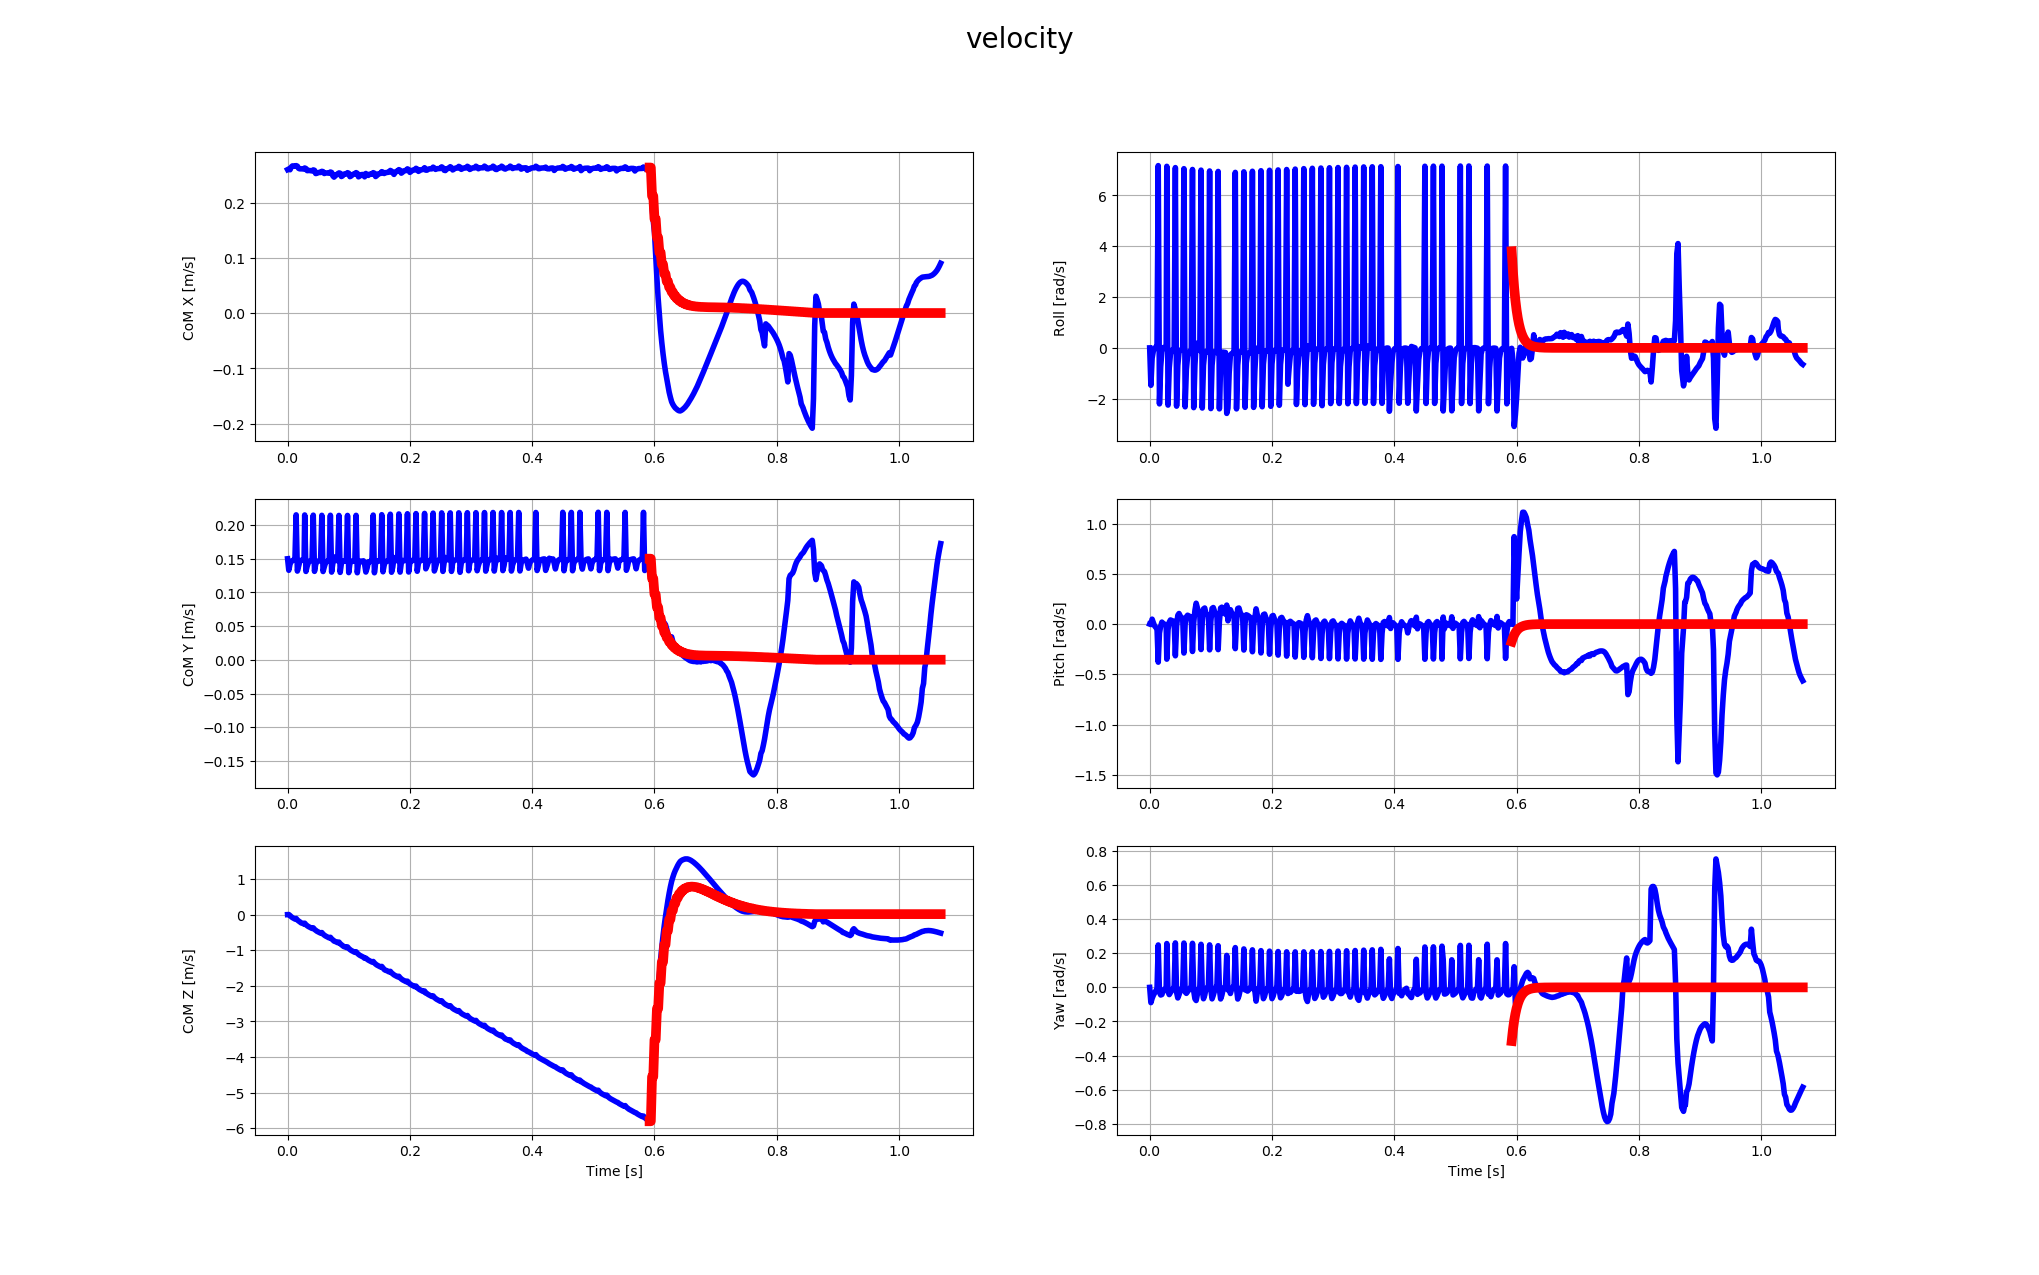 velocity
CoM X [m/s]
0.2
0.1
0.0
−0.1
−0.2
0.0 0.2 0.4 0.6 0.8 1.0
Roll [rad/s]
6
4
2
0
−2
0.0 0.2 0.4 0.6 0.8 1.0
CoM Y [m/s]
0.20
0.15
0.10
0.05
0.00
−0.05
−0.10
−0.15
0.0 0.2 0.4 0.6 0.8 1.0
Pitch [rad/s]
1.0
0.5
0.0
−0.5
−1.0
−1.5
0.0 0.2 0.4 0.6 0.8 1.0
CoM Z [m/s]
1
0
−1
−2
−3
−4
−5
−6
0.0 0.2 0.4 0.6 0.8 1.0
Time [s]
Yaw [rad/s]
0.8
0.6
0.4
0.2
0.0
−0.2
−0.4
−0.6
−0.8
0.0 0.2 0.4 0.6 0.8 1.0
Time [s]